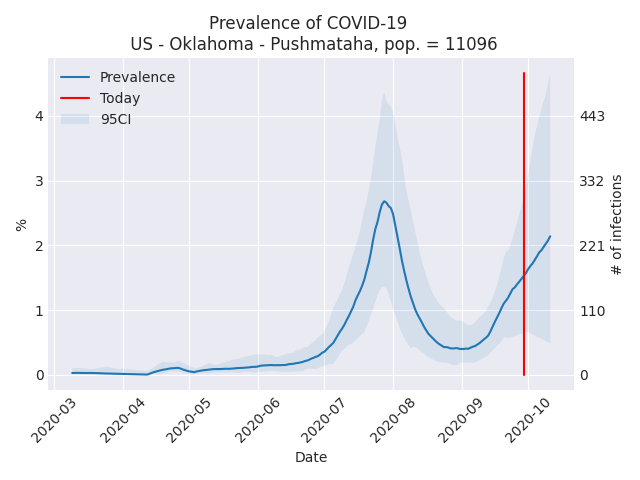 Prevalence of COVID-19
US - Oklahoma - Pushmataha, pop. = 11096
Prevalence
Today
95CI
4
3
2
1
0
%
443
332
221
110
0
# of infections
2020-03
2020-04
2020-05
2020-06
2020-07
2020-08
2020-09
2020-10
Date